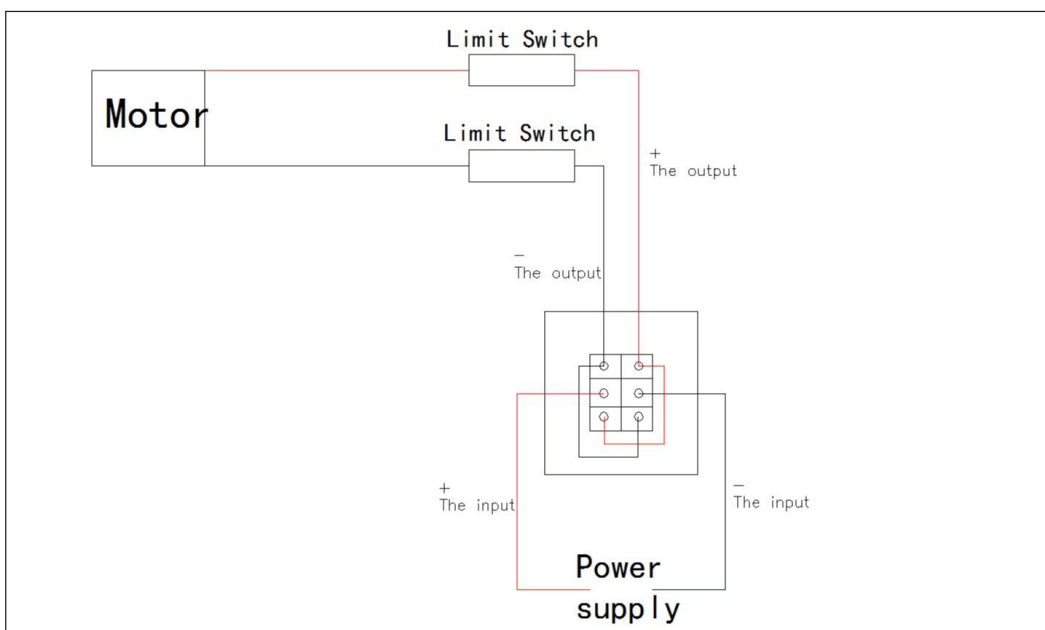 Limit Switch
Motor
Limit Switch
+
The output
−
The output
+
The input
−
The input
Power
supply